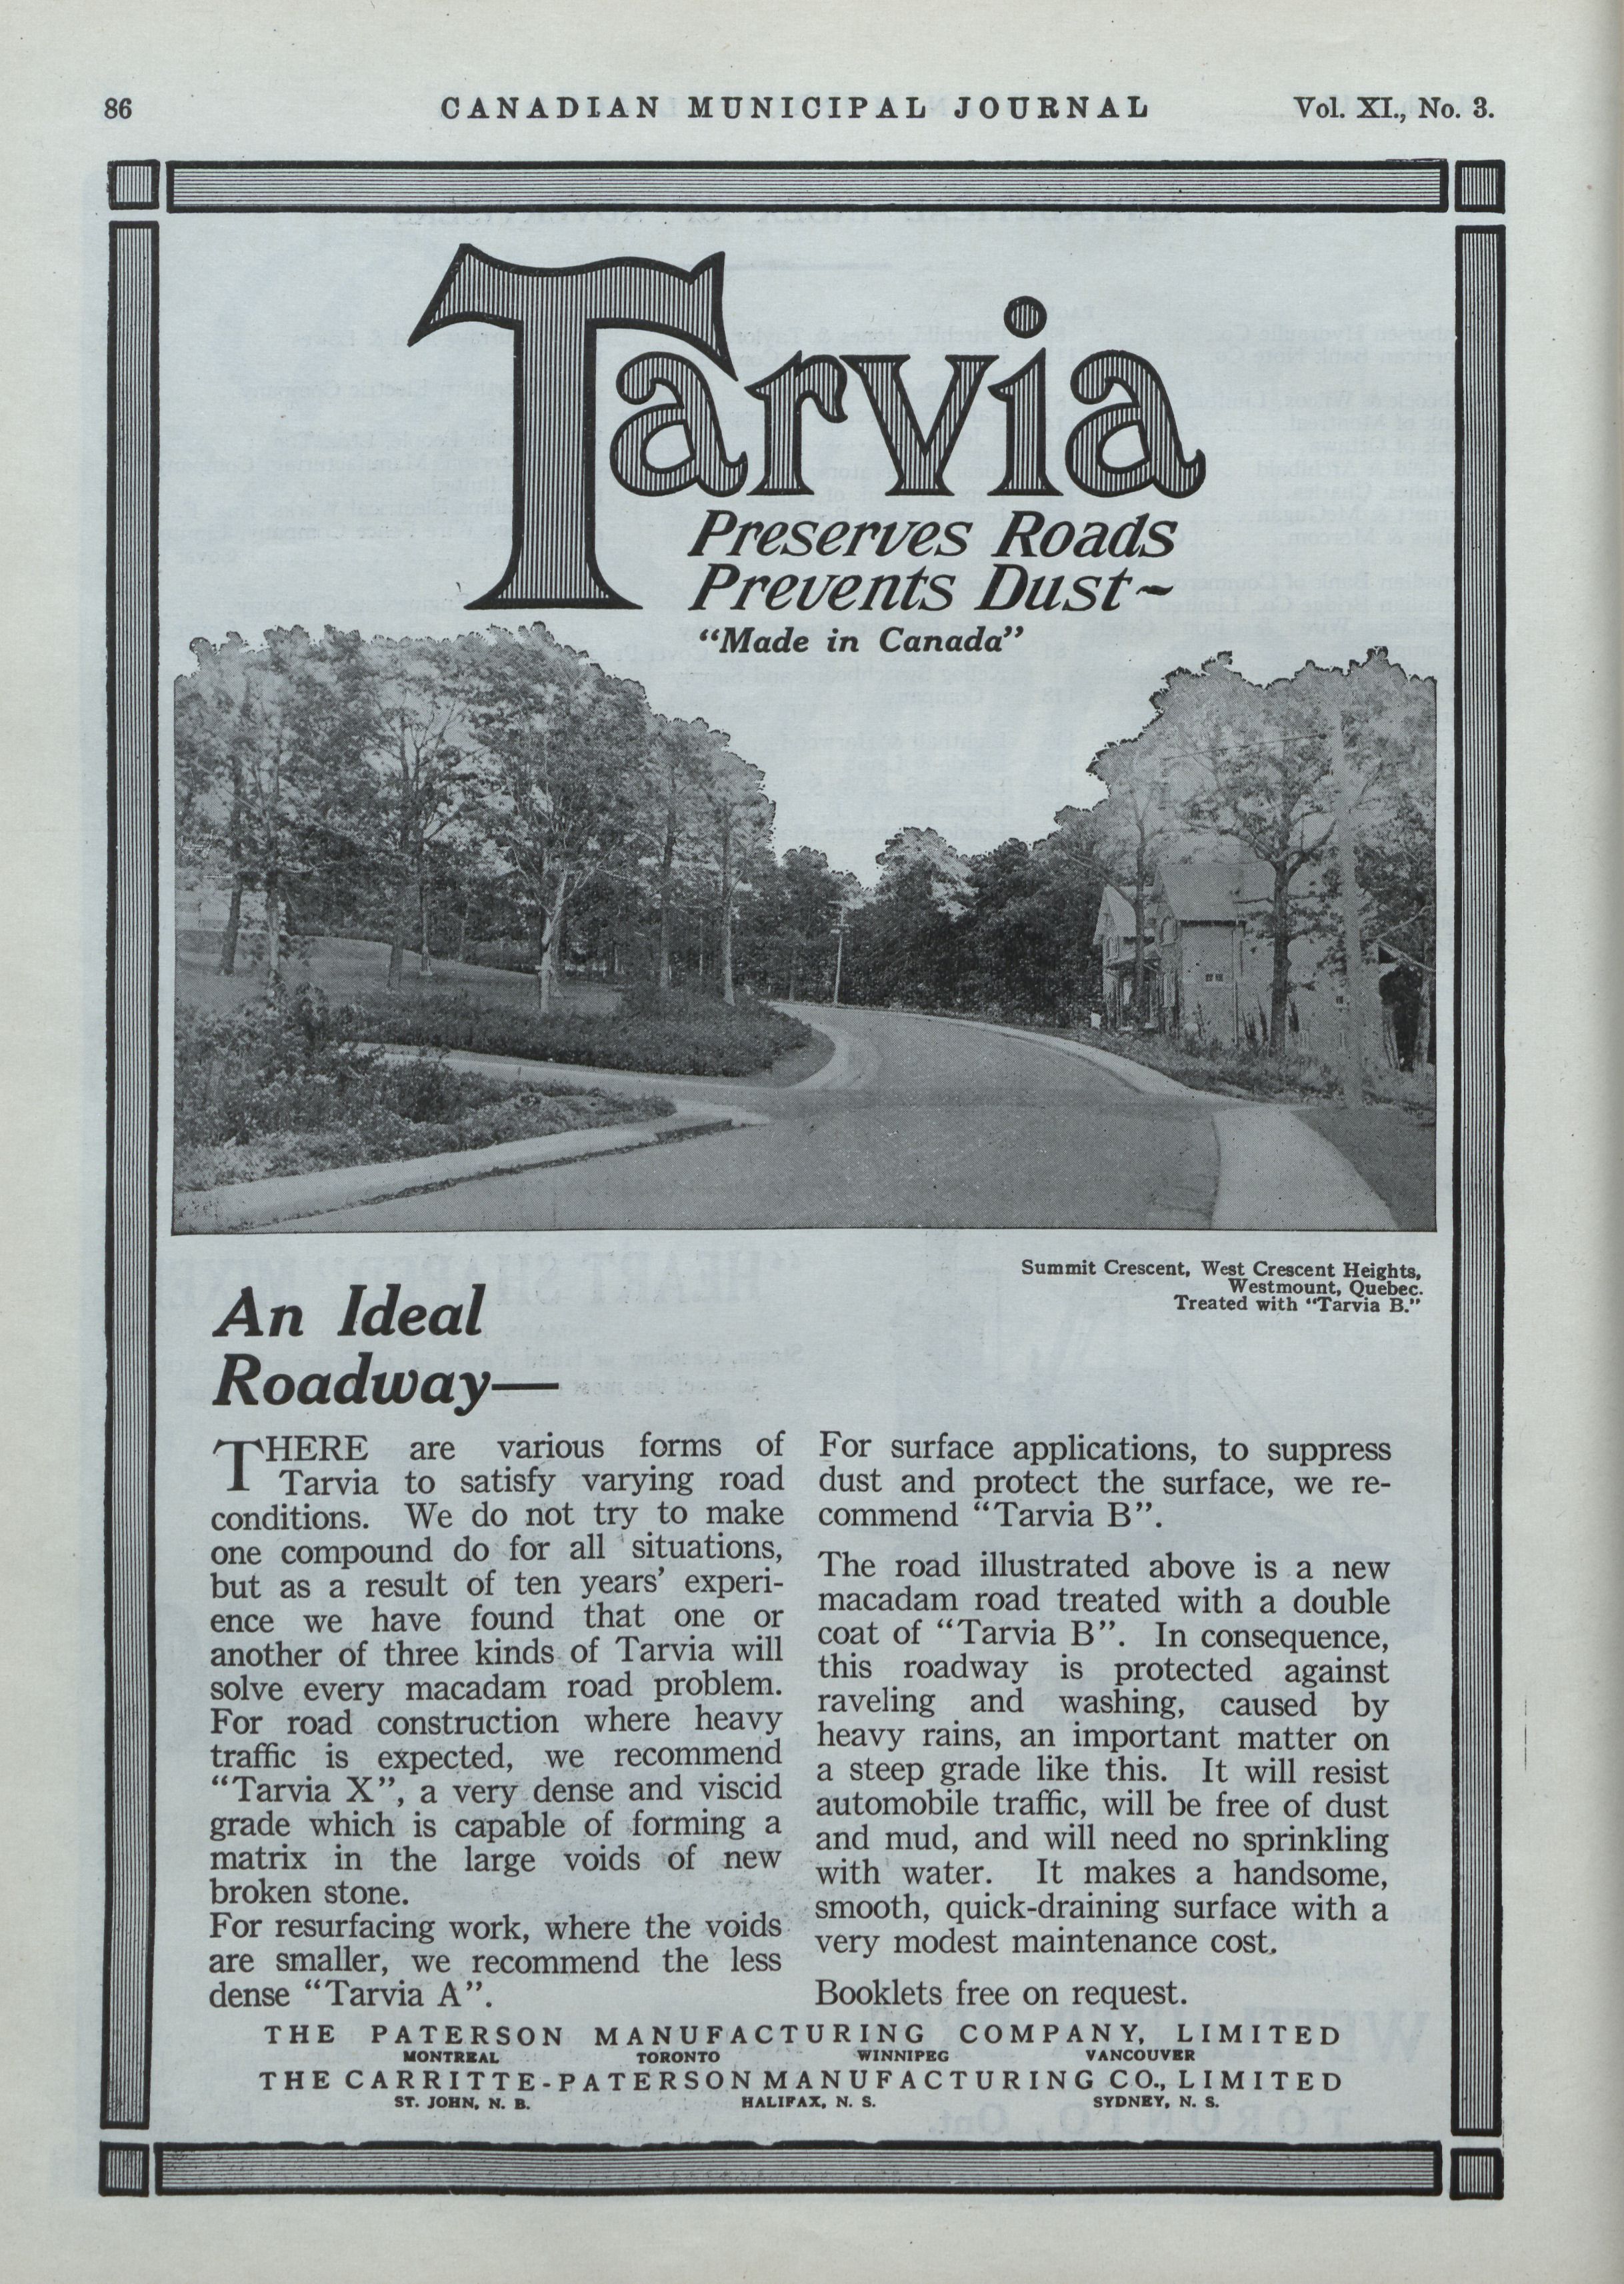 86
CANADIAN MUNICIPAL JOURNAL
Vol. XI., No. 3.
Tarvia
Preserves Roads
Prevents Dust~
“Made in Canada”
Summit Crescent, West Crescent Heights,
Westmount, Quebec.
Treated with “Tarvia B.”
An Ideal
Roadway—
THERE are various forms of
Tarvia to satisfy varying road
conditions. We do not try to make
one compound do for all situations,
but as a result of ten years’ experi-
ence we have found that one or
another of three kinds of Tarvia will
solve every macadam road problem.
For road construction where heavy
traffic is expected, we recommend
“Tarvia X”, a very dense and viscid
grade which is capable of forming a
matrix in the large voids of new
broken stone.
For resurfacing work, where the voids
are smaller, we recommend the less
dense “Tarvia A”.
For surface applications, to suppress
dust and protect the surface, we re-
commend “Tarvia B”.
The road illustrated above is a new
macadam road treated with a double
coat of “Tarvia B”. In consequence,
this roadway is protected against
raveling and washing, caused by
heavy rains, an important matter on
a steep grade like this. It will resist
automobile traffic, will be free of dust
and mud, and will need no sprinkling
with water. It makes a handsome,
smooth, quick-draining surface with a
very modest maintenance cost.
Booklets free on request.
THE PATERSON MANUFACTURING COMPANY, LIMITED
MONTREAL TORONTO WINNIPEG VANCOUVER
THE CARRITTE-PATERSON MANUFACTURING CO., LIMITED
ST. JOHN, N. B. HALIFAX, N. S. SYDNEY, N. S.